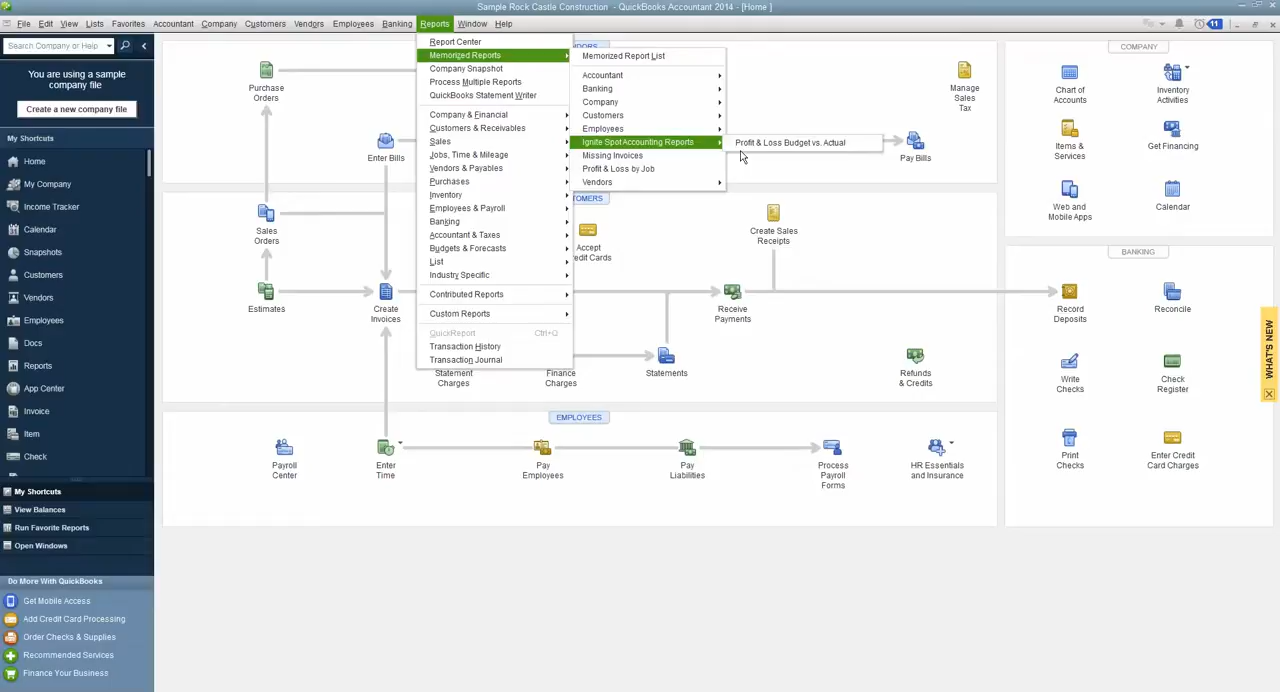 Sample Rock Castle Construction - QuickBooks Accountant 2014 - [Home ]
File Edit View Lists Favorites Accountant Company Customers Vendors Employees Banking Reports Window Help
11
Search Company or Help
You are using a sample
company file
Create a new company file
My Shortcuts
Home
My Company
Income Tracker
Calendar
Snapshots
Customers
Vendors
Employees
Docs
Reports
App Center
Invoice
Item
Check
My Shortcuts
View Balances
Run Favorite Reports
Open Windows
Do More With QuickBooks
Get Mobile Access
Add Credit Card Processing
Order Checks & Supplies
Recommended Services
Finance Your Business
Report Center
Memorized Reports
Company Snapshot
Process Multiple Reports
QuickBooks Statement Writer
Company & Financial
Customers & Receivables
Sales
Jobs, Time & Mileage
Vendors & Payables
Purchases
Inventory
Employees & Payroll
Banking
Accountant & Taxes
Budgets & Forecasts
List
Industry Specific
Contributed Reports
Custom Reports
QuickReport Ctrl+Q
Transaction History
Transaction Journal
Memorized Report List
Accountant
Banking
Company
Customers
Employees
Ignite Spot Accounting Reports
Missing Invoices
Profit & Loss by Job
Vendors
Profit & Loss Budget vs. Actual
Purchase
Orders
Enter Bills
Manage
Sales
Tax
Pay Bills
TOMERS
Sales
Orders
Accept
edit Cards
Create Sales
Receipts
Estimates
Create
Invoices
Receive
Payments
Statement
Charges
Finance
Charges
Statements
Refunds
& Credits
EMPLOYEES
Payroll
Center
Enter
Time
Pay
Employees
Pay
Liabilities
Process
Payroll
Forms
HR Essentials
and Insurance
COMPANY
Chart of
Accounts
Inventory
Activities
Items &
Services
Get Financing
Web and
Mobile Apps
Calendar
BANKING
Record
Deposits
Reconcile
Write
Checks
Check
Register
Print
Checks
Enter Credit
Card Charges
WHAT'S NEW